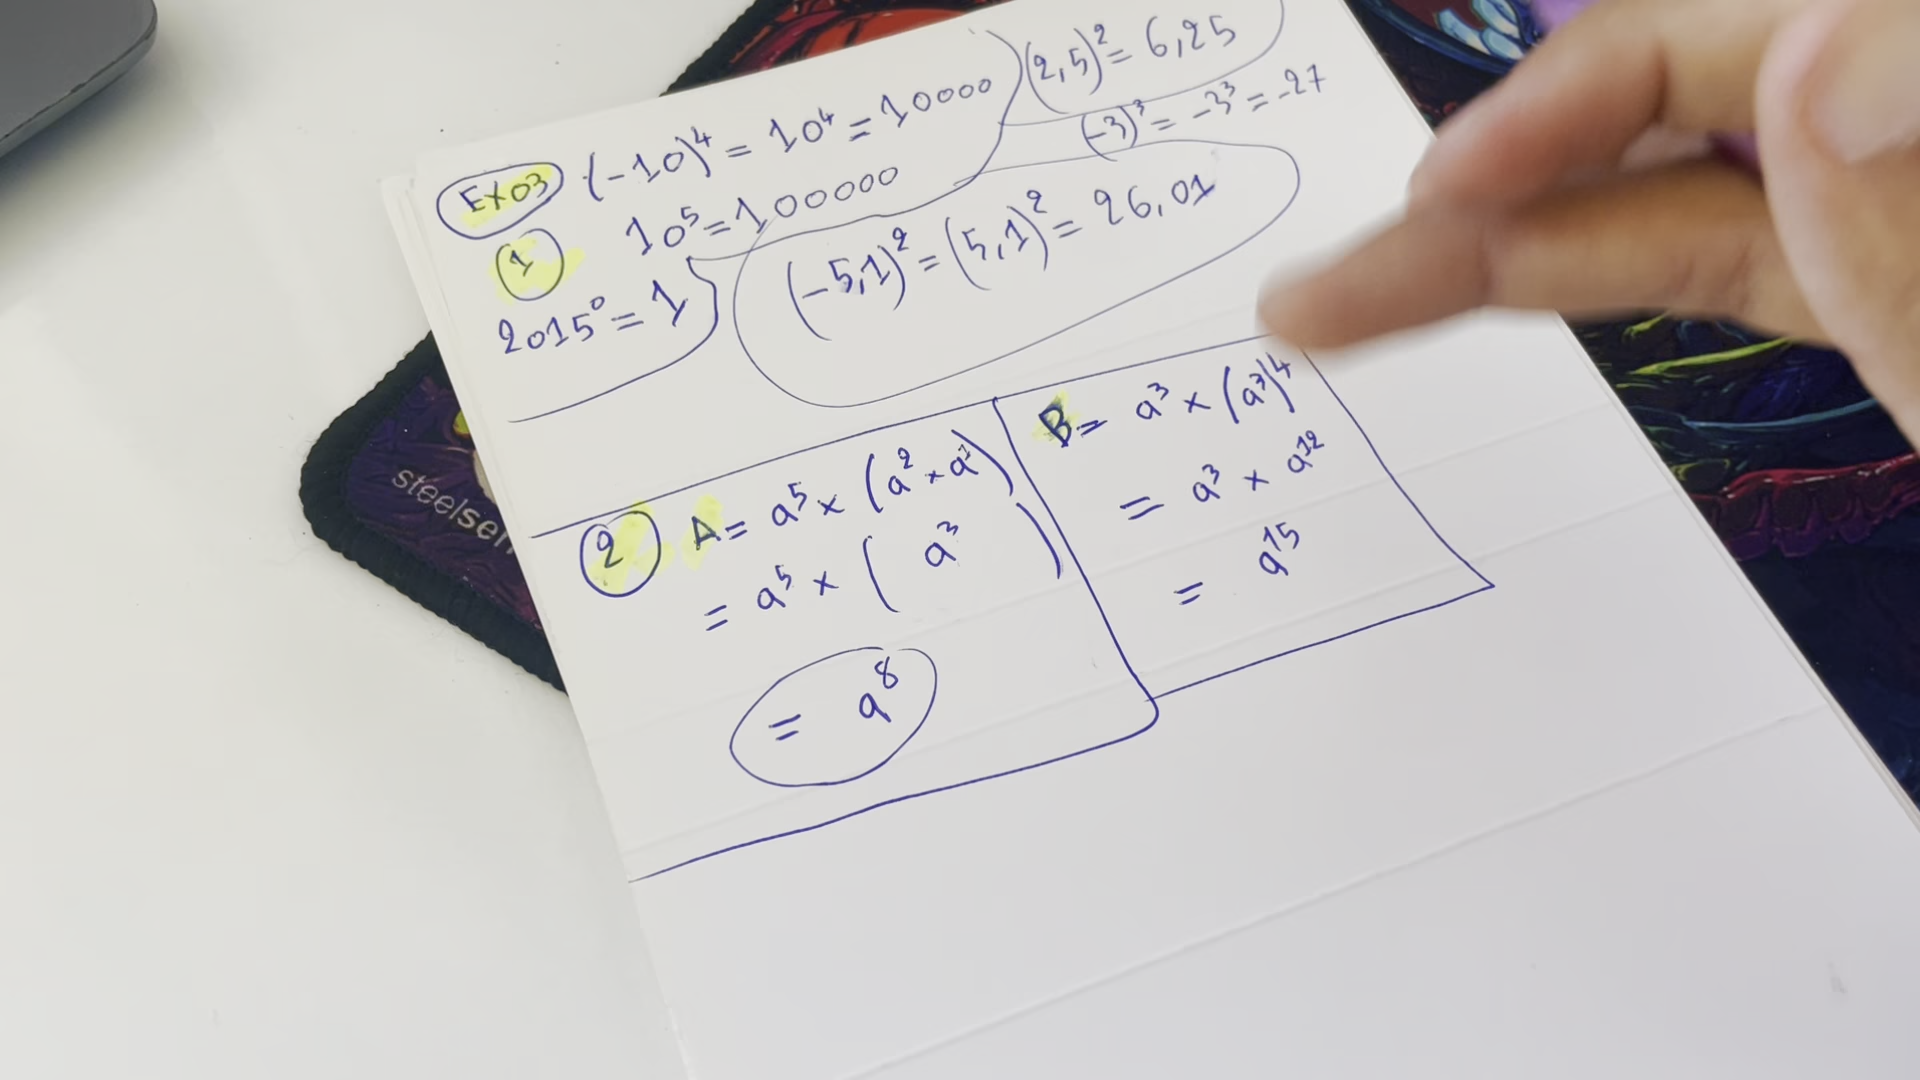 EX03 (-10)⁴ = 10⁴ = 10000
(2,5)² = 6,25
(-3)³ = -3³ = -27
1 10⁵ = 100000
2015⁰ = 1
(-5,1)² = (5,1)² = 26,01
2 A = a⁵ × (a² × a¹)
= a⁵ × ( a³ )
= a⁸
B = a³ × (a³)⁴
= a³ × a¹²
= a¹⁵